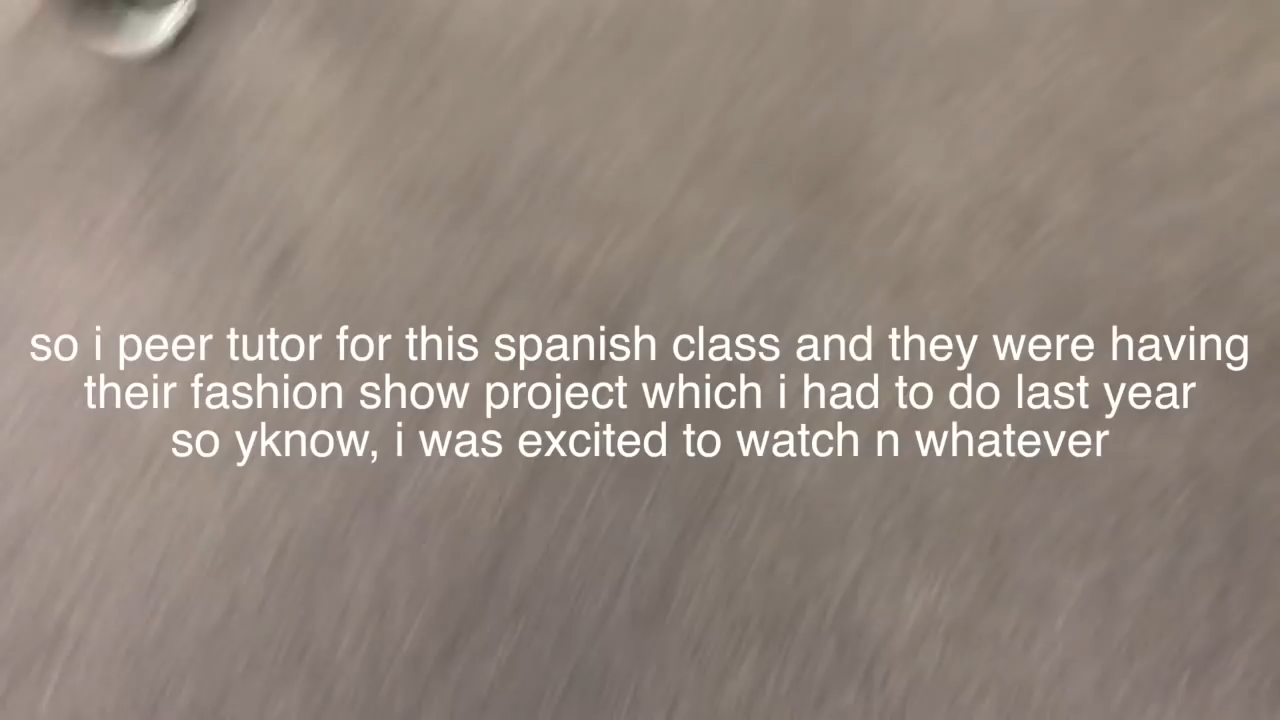 so i peer tutor for this spanish class and they were having
their fashion show project which i had to do last year
so yknow, i was excited to watch n whatever